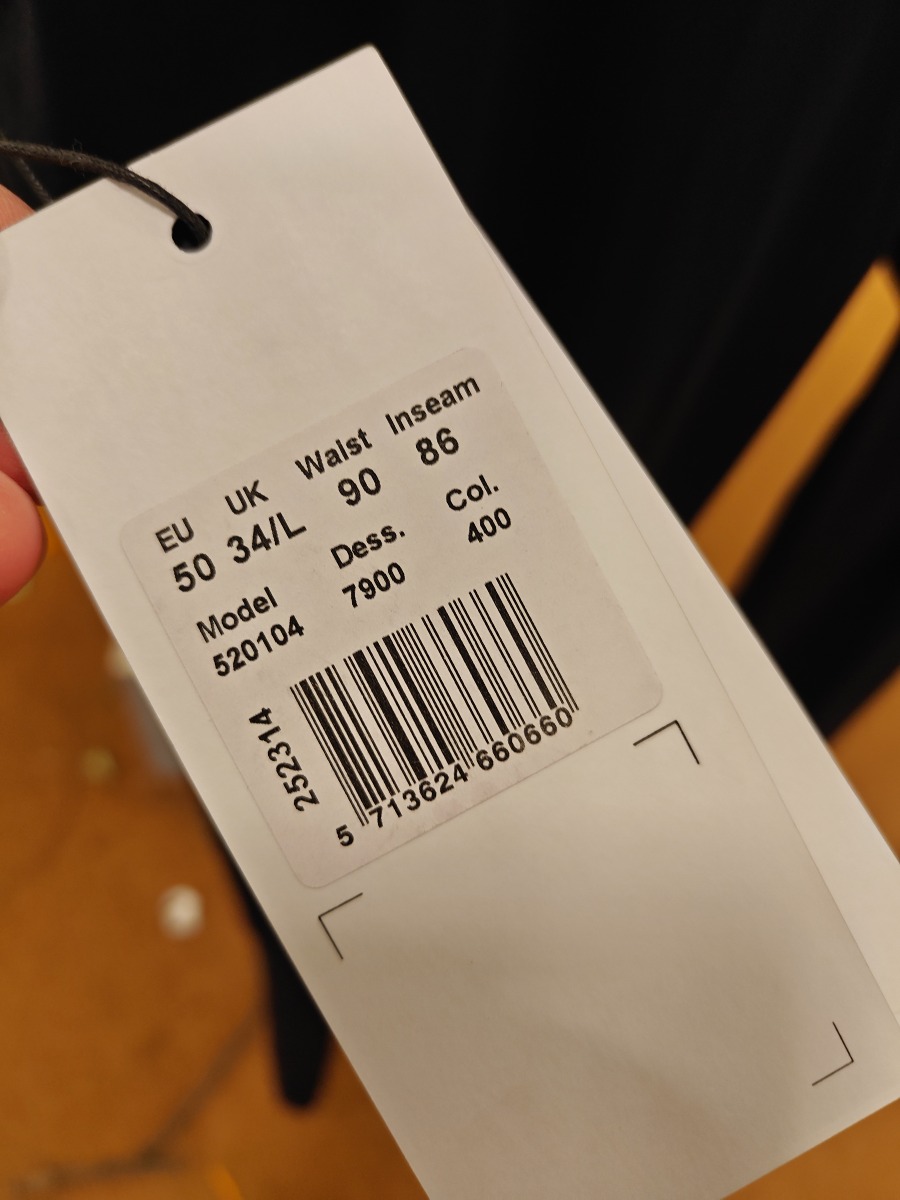 EU UK Waist Inseam
50 34/L 90 86
Model Dess. Col.
520104 7900 400
252314
5 713624 660660